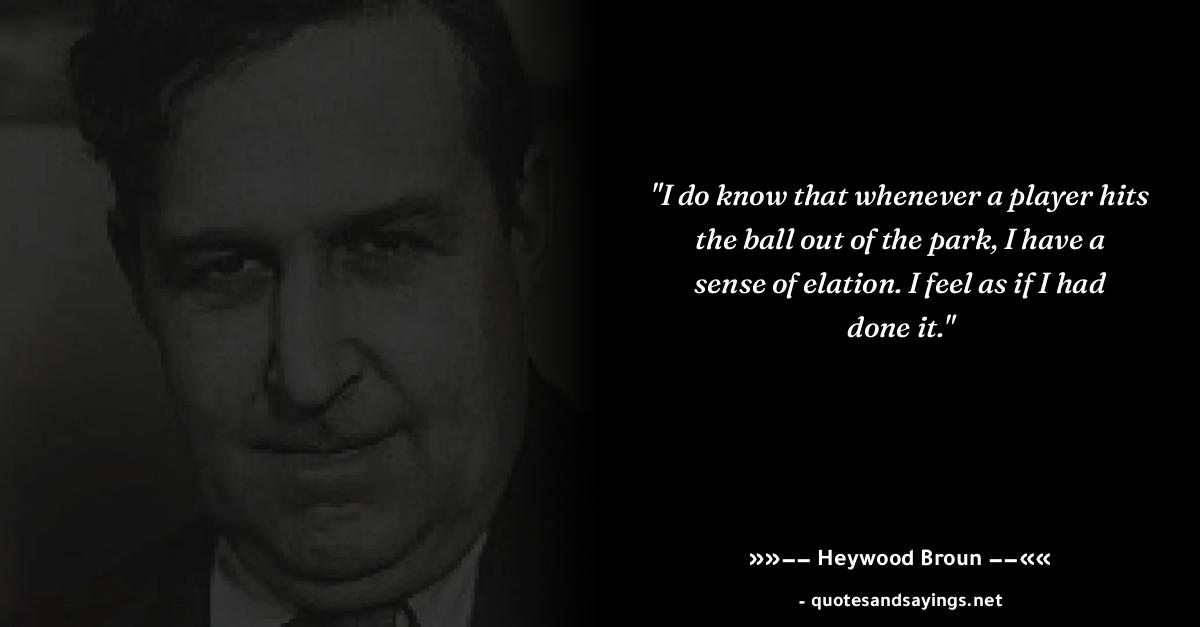 "I do know that whenever a player hits
the ball out of the park, I have a
sense of elation. I feel as if I had
done it."
»»−− Heywood Broun −−««
- quotesandsayings.net